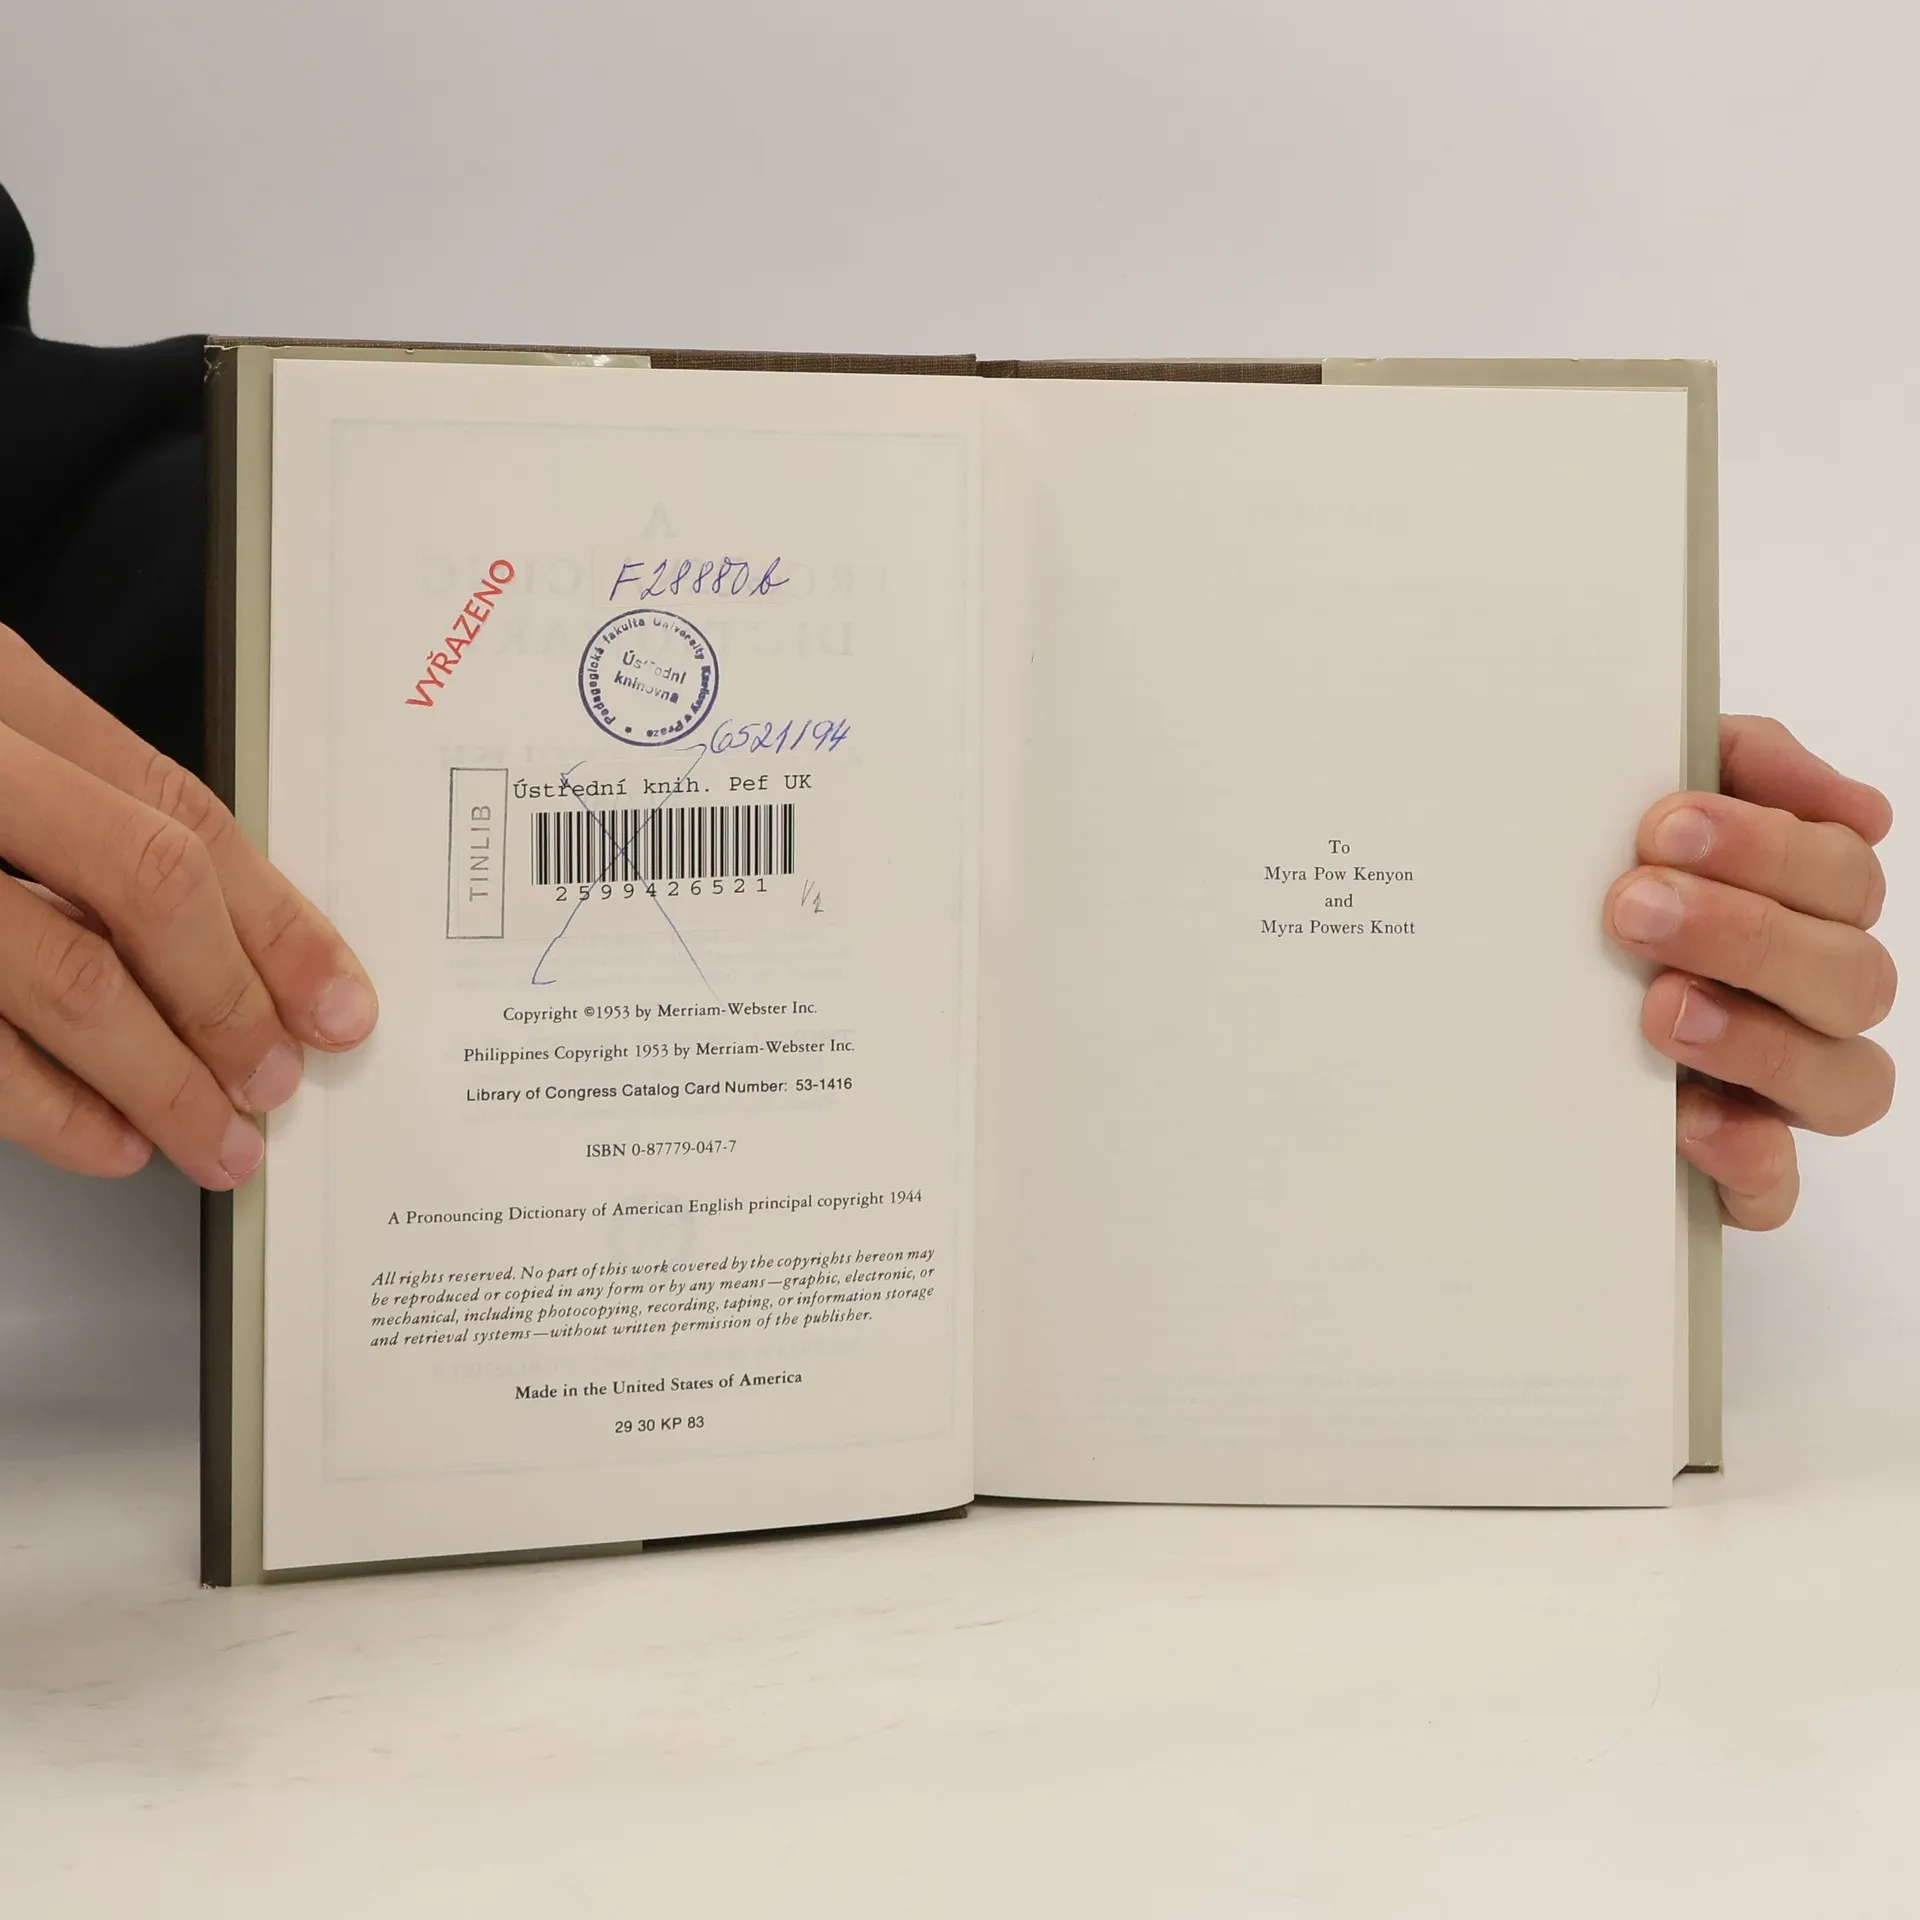 VYŘAZENO
F28880b
Pedagogická fakulta University Karlovy v Praze
Ústřední
knihovna
6521/94
TINLIB
Ústřední knih. Pef UK
2599426521
Copyright ©1953 by Merriam-Webster Inc.
Philippines Copyright 1953 by Merriam-Webster Inc.
Library of Congress Catalog Card Number: 53-1416
ISBN 0-87779-047-7
A Pronouncing Dictionary of American English principal copyright 1944
All rights reserved. No part of this work covered by the copyrights hereon may
be reproduced or copied in any form or by any means—graphic, electronic, or
mechanical, including photocopying, recording, taping, or information storage
and retrieval systems—without written permission of the publisher.
Made in the United States of America
29 30 KP 83
To
Myra Pow Kenyon
and
Myra Powers Knott